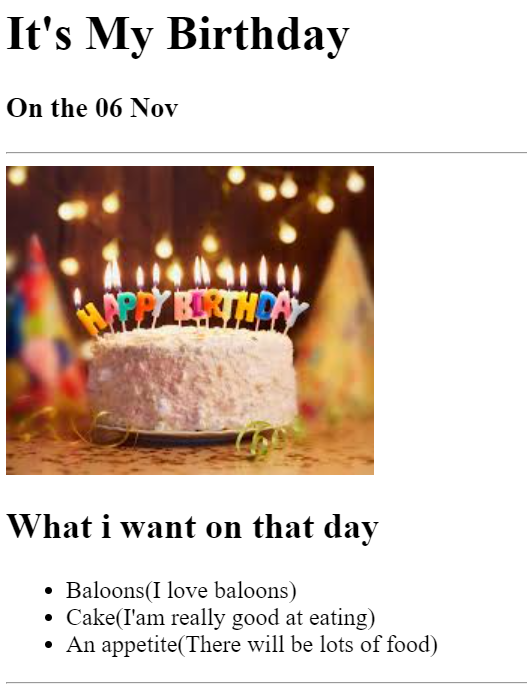 It's My Birthday
On the 06 Nov
HAPPY BIRTHDAY
What i want on that day
Baloons(I love baloons)
Cake(I'am really good at eating)
An appetite(There will be lots of food)